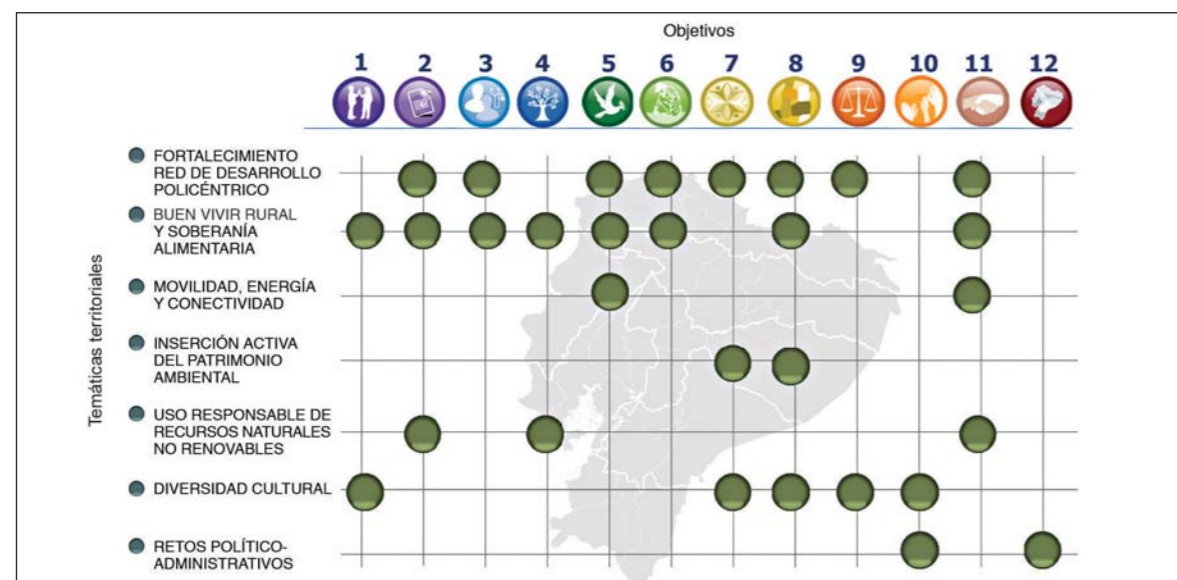 Objetivos
1 2 3 4 5 6 7 8 9 10 11 12
Temáticas territoriales
FORTALECIMIENTO
RED DE DESARROLLO
POLICÉNTRICO
BUEN VIVIR RURAL
Y SOBERANÍA
ALIMENTARIA
MOVILIDAD, ENERGÍA
Y CONECTIVIDAD
INSERCIÓN ACTIVA
DEL PATRIMONIO
AMBIENTAL
USO RESPONSABLE DE
RECURSOS NATURALES
NO RENOVABLES
DIVERSIDAD CULTURAL
RETOS POLÍTICO-
ADMINISTRATIVOS